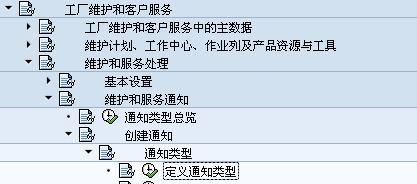 工厂维护和客户服务
工厂维护和客户服务中的主数据
维护计划、工作中心、作业列及产品资源与工具
维护和服务处理
基本设置
维护和服务通知
通知类型总览
创建通知
通知类型
定义通知类型